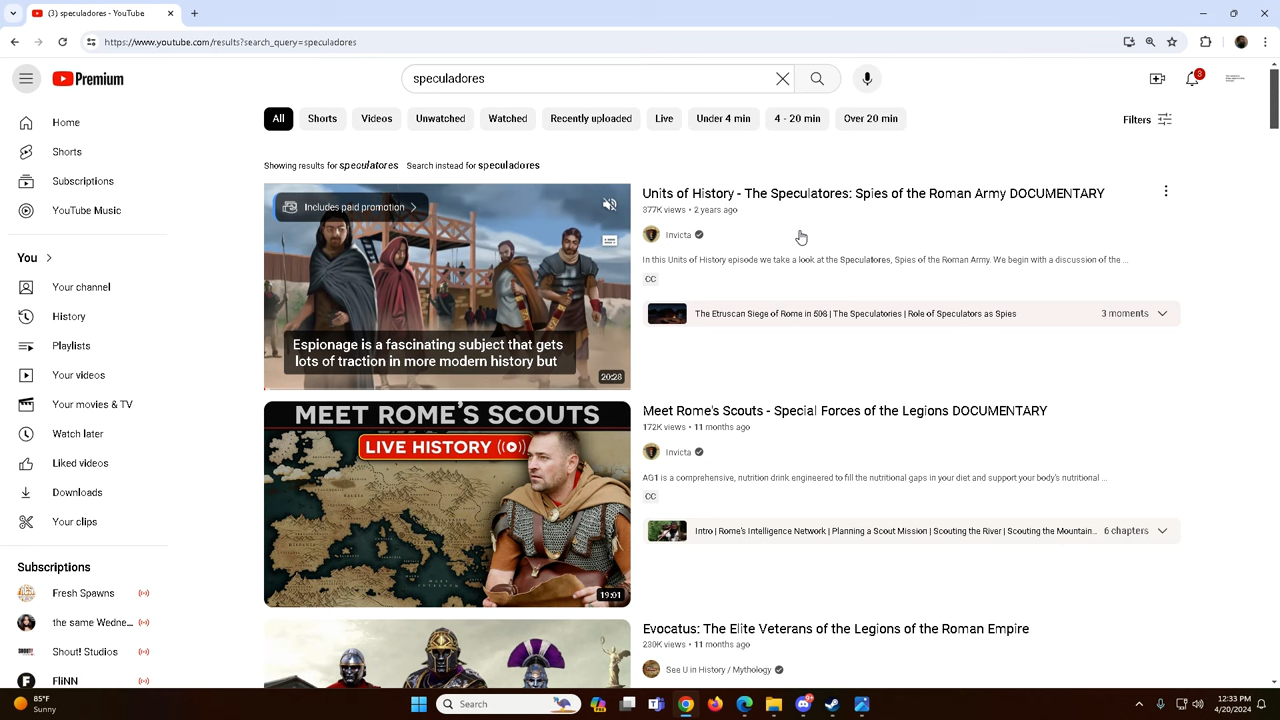 (3) speculadores - YouTube
https://www.youtube.com/results?search_query=speculadores
Premium
speculadores
3
All
Shorts
Videos
Unwatched
Watched
Recently uploaded
Live
Under 4 min
4 - 20 min
Over 20 min
Filters
Home
Shorts
Subscriptions
YouTube Music
You
Your channel
History
Playlists
Your videos
Your movies & TV
Watch later
Liked videos
Downloads
Your clips
Subscriptions
Fresh Spawns
the same Wedne...
Shout! Studios
FliNN
Showing results for speculatores Search instead for speculadores
Includes paid promotion
Espionage is a fascinating subject that gets
lots of traction in more modern history but
20:28
Units of History - The Speculatores: Spies of the Roman Army DOCUMENTARY
377K views • 2 years ago
Invicta
In this Units of History episode we take a look at the Speculatores, Spies of the Roman Army. We begin with a discussion of the ...
CC
The Etruscan Siege of Rome in 508 | The Speculatories | Role of Speculators as Spies
3 moments
MEET ROME'S SCOUTS
LIVE HISTORY
19:01
Meet Rome's Scouts - Special Forces of the Legions DOCUMENTARY
172K views • 11 months ago
Invicta
AG1 is a comprehensive, nutrition drink engineered to fill the nutritional gaps in your diet and support your body's nutritional ...
CC
Intro | Rome's Intelligence Network | Planning a Scout Mission | Scouting the River | Scouting the Mountain...
6 chapters
Evocatus: The Elite Veterans of the Legions of the Roman Empire
230K views • 11 months ago
See U in History / Mythology
85°F
Sunny
Search
12:33 PM
4/20/2024